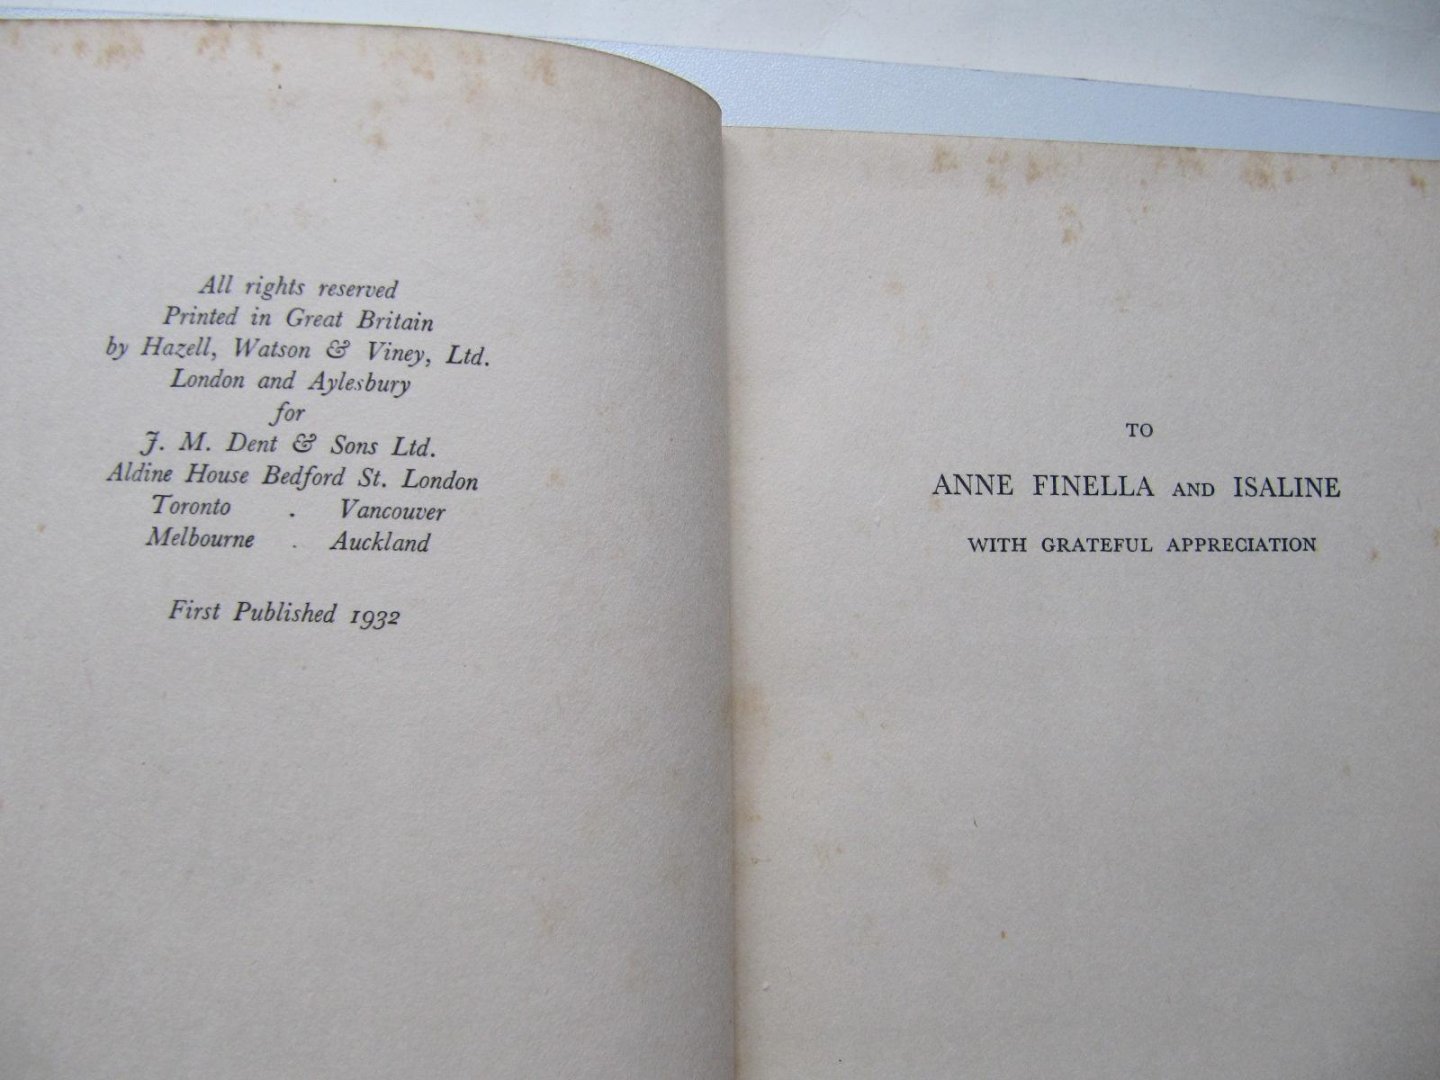 All rights reserved
Printed in Great Britain
by Hazell, Watson & Viney, Ltd.
London and Aylesbury
for
J. M. Dent & Sons Ltd.
Aldine House Bedford St. London
Toronto . Vancouver
Melbourne . Auckland
First Published 1932
TO
ANNE FINELLA AND ISALINE
WITH GRATEFUL APPRECIATION